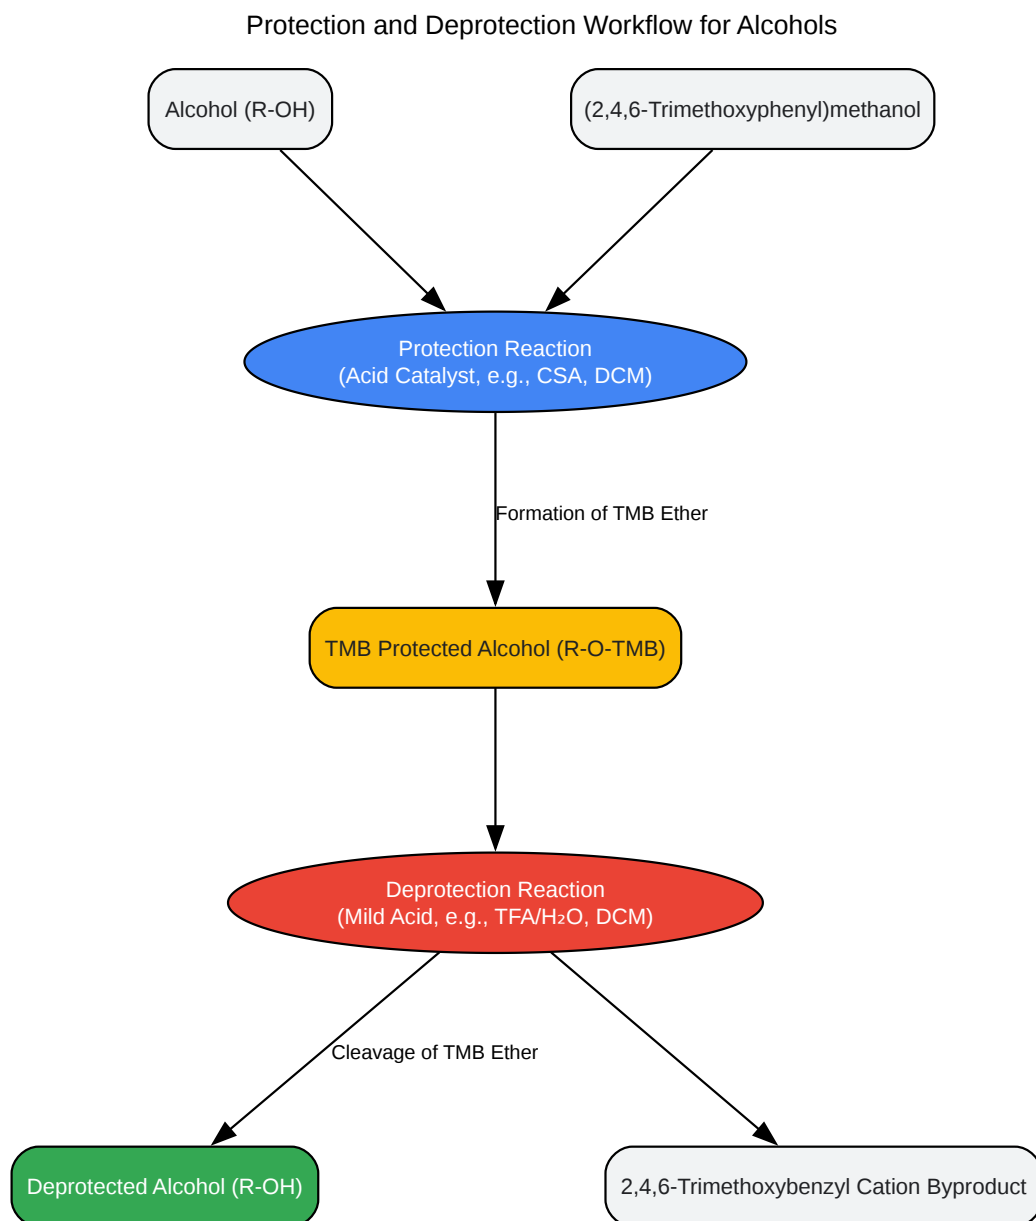 Protection and Deprotection Workflow for Alcohols
Alcohol (R-OH)
(2,4,6-Trimethoxyphenyl)methanol
Protection Reaction
(Acid Catalyst, e.g., CSA, DCM)
Formation of TMB Ether
TMB Protected Alcohol (R-O-TMB)
Deprotection Reaction
(Mild Acid, e.g., TFA/H₂O, DCM)
Cleavage of TMB Ether
Deprotected Alcohol (R-OH)
2,4,6-Trimethoxybenzyl Cation Byproduct